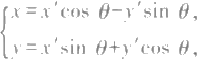 x=x′cos θ−y′sin θ,
y=x′sin θ+y′cos θ,